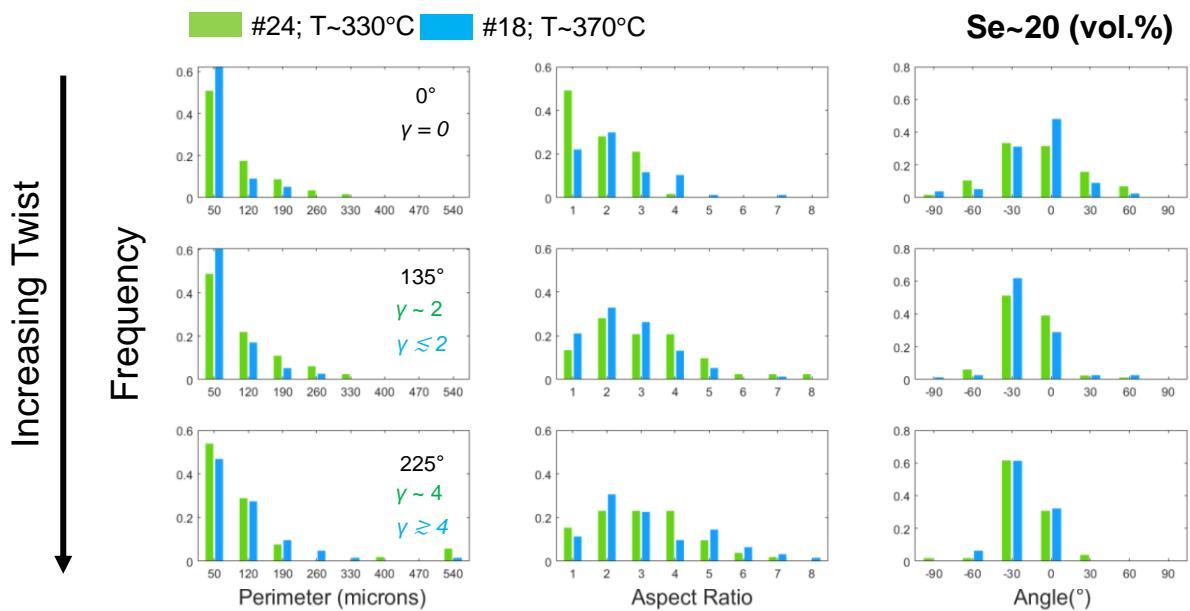 #24; T~330°C #18; T~370°C Se~20 (vol.%)
Increasing Twist
Frequency
0.6
0.4
0.2
0
50 120 190 260 330 400 470 540
0°
γ = 0
0.6
0.4
0.2
0
1 2 3 4 5 6 7 8
0.8
0.6
0.4
0.2
0
-90 -60 -30 0 30 60 90
0.6
0.4
0.2
0
50 120 190 260 330 400 470 540
135°
γ ~ 2
γ ≲ 2
0.6
0.4
0.2
0
1 2 3 4 5 6 7 8
0.8
0.6
0.4
0.2
0
-90 -60 -30 0 30 60 90
0.6
0.4
0.2
0
50 120 190 260 330 400 470 540
225°
γ ~ 4
γ ≳ 4
Perimeter (microns)
0.6
0.4
0.2
0
1 2 3 4 5 6 7 8
Aspect Ratio
0.8
0.6
0.4
0.2
0
-90 -60 -30 0 30 60 90
Angle(°)